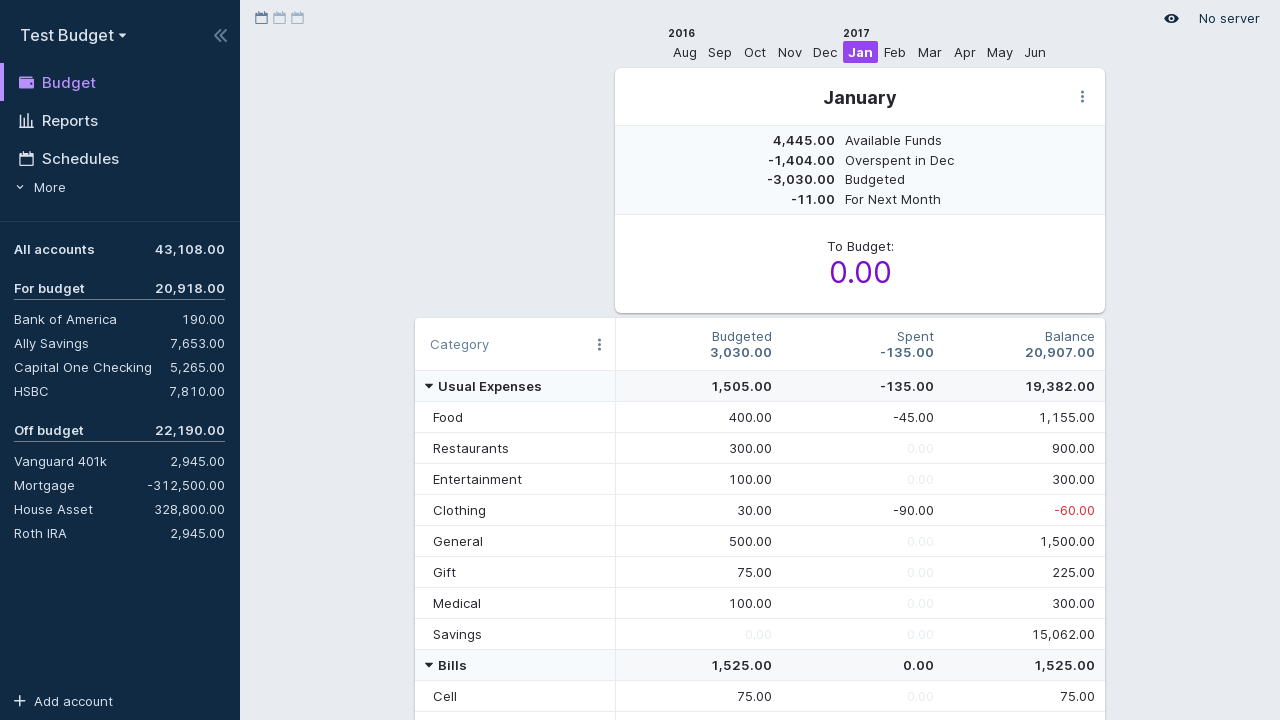 Test Budget
Budget
Reports
Schedules
More
All accounts 43,108.00
For budget 20,918.00
Bank of America 190.00
Ally Savings 7,653.00
Capital One Checking 5,265.00
HSBC 7,810.00
Off budget 22,190.00
Vanguard 401k 2,945.00
Mortgage -312,500.00
House Asset 328,800.00
Roth IRA 2,945.00
Add account
No server
2016 2017
Aug Sep Oct Nov Dec Jan Feb Mar Apr May Jun
January
4,445.00 Available Funds
-1,404.00 Overspent in Dec
-3,030.00 Budgeted
-11.00 For Next Month
To Budget:
0.00
Category Budgeted 3,030.00 Spent -135.00 Balance 20,907.00
Usual Expenses 1,505.00 -135.00 19,382.00
Food 400.00 -45.00 1,155.00
Restaurants 300.00 0.00 900.00
Entertainment 100.00 0.00 300.00
Clothing 30.00 -90.00 -60.00
General 500.00 0.00 1,500.00
Gift 75.00 0.00 225.00
Medical 100.00 0.00 300.00
Savings 0.00 0.00 15,062.00
Bills 1,525.00 0.00 1,525.00
Cell 75.00 0.00 75.00